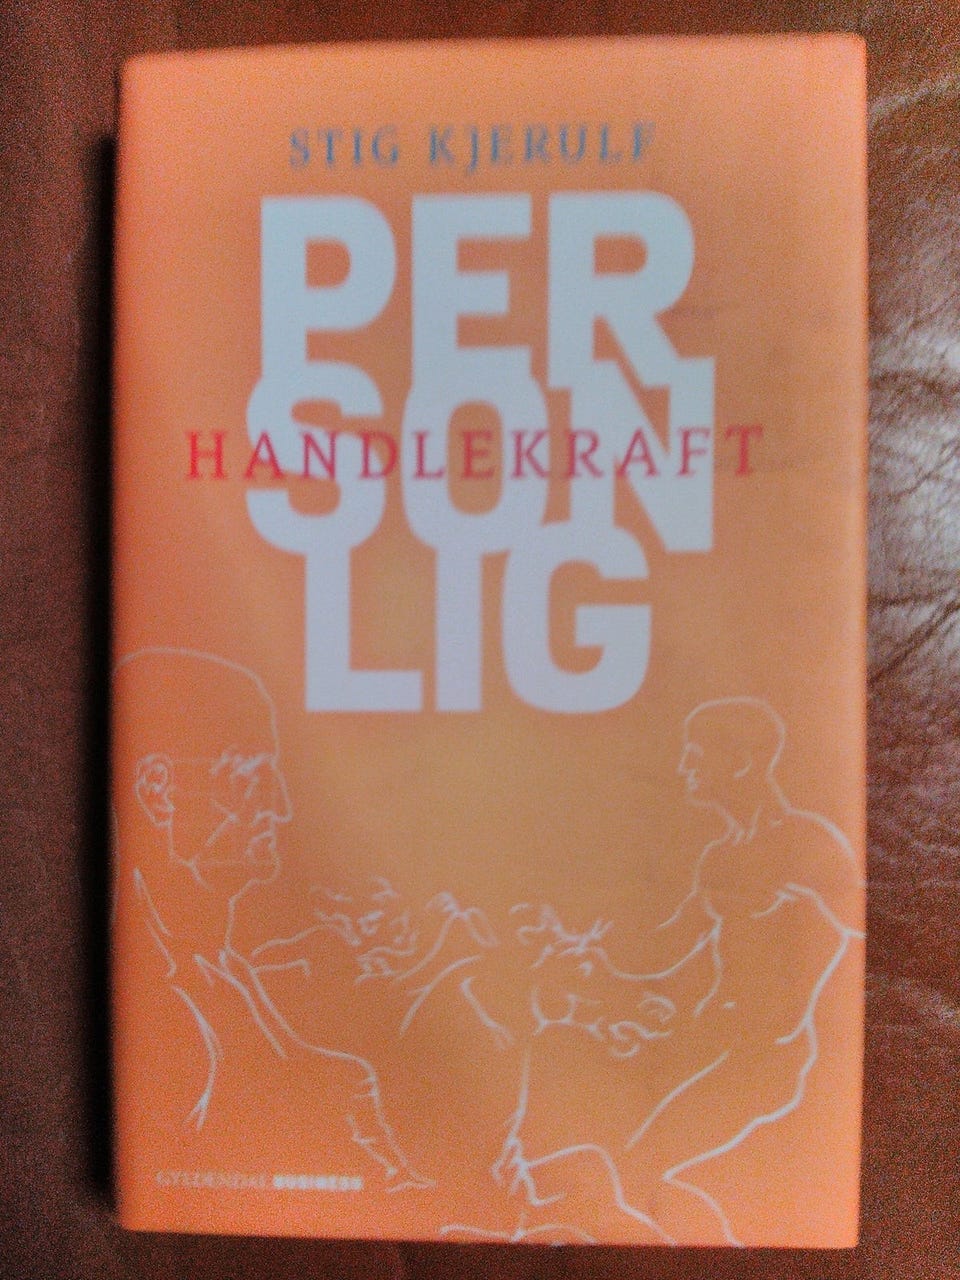 STIG KJERULF
PER
SON
HANDLEKRAFT
LIG
GYLDENDAL BUSINESS